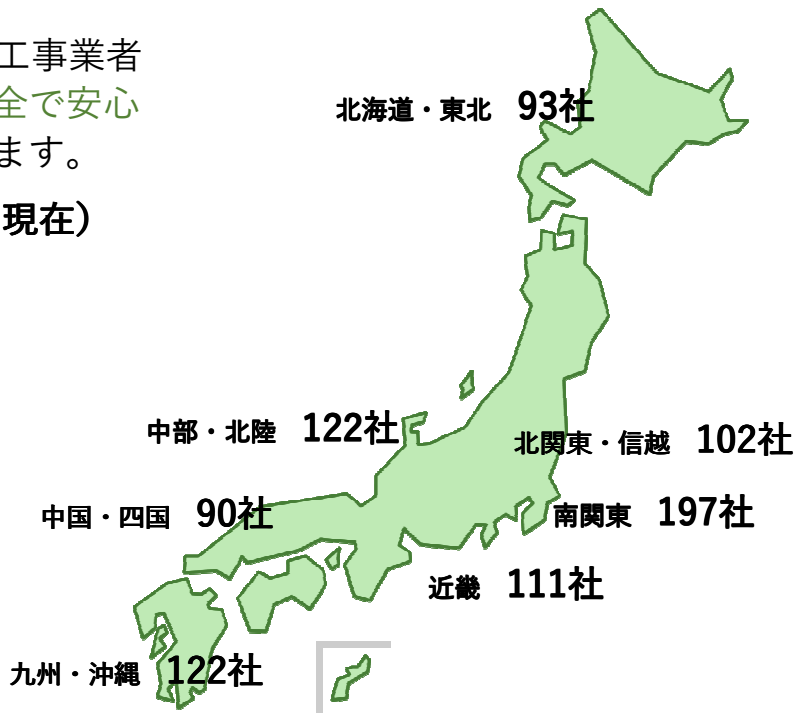 工事業者
全で安心
ます。
現在）
北海道・東北 93社
中部・北陸 122社
北関東・信越 102社
中国・四国 90社
南関東 197社
近畿 111社
九州・沖縄 122社